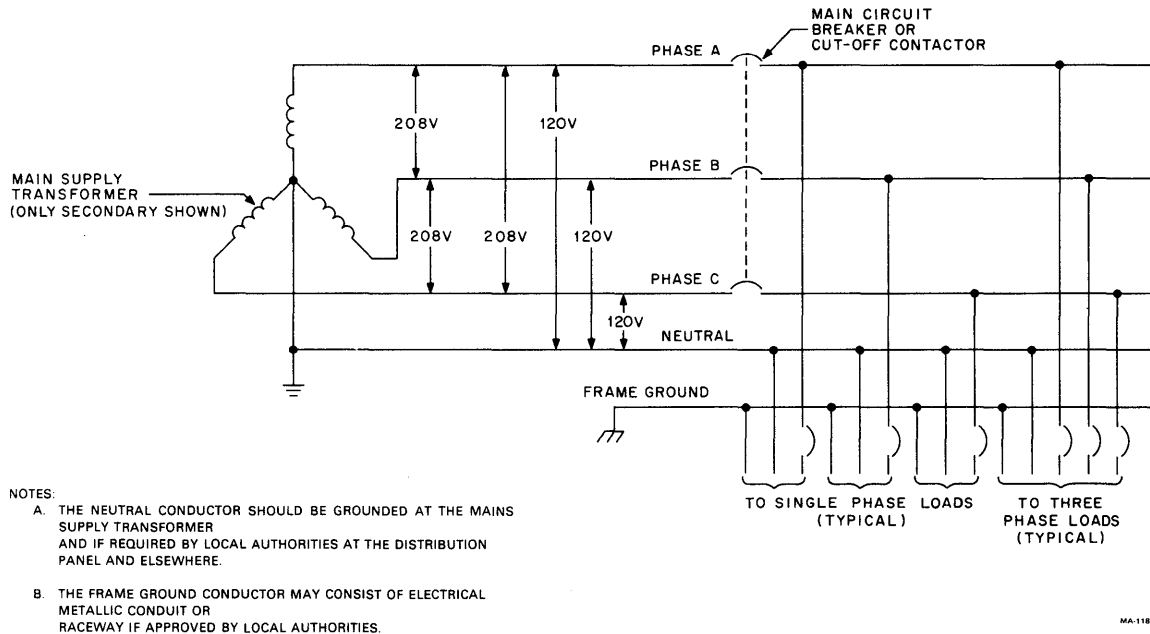 MAIN CIRCUIT
BREAKER OR
CUT-OFF CONTACTOR
PHASE A
208V
120V
MAIN SUPPLY
TRANSFORMER
(ONLY SECONDARY SHOWN)
PHASE B
208V
208V
120V
PHASE C
120V
NEUTRAL
FRAME GROUND
TO SINGLE PHASE LOADS
(TYPICAL)
TO THREE
PHASE LOADS
(TYPICAL)
NOTES:
A. THE NEUTRAL CONDUCTOR SHOULD BE GROUNDED AT THE MAINS
SUPPLY TRANSFORMER
AND IF REQUIRED BY LOCAL AUTHORITIES AT THE DISTRIBUTION
PANEL AND ELSEWHERE.
B. THE FRAME GROUND CONDUCTOR MAY CONSIST OF ELECTRICAL
METALLIC CONDUIT OR
RACEWAY IF APPROVED BY LOCAL AUTHORITIES.
MA-118